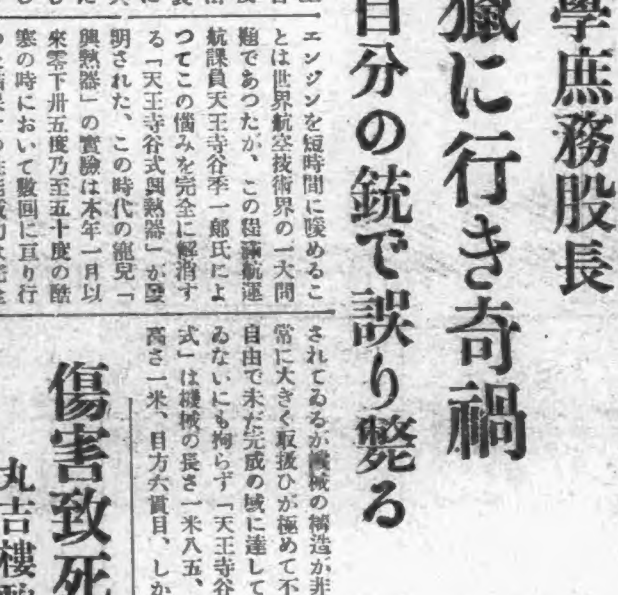 學庶務股長
獵に行き奇禍
自分の銃で誤り斃る
エンジンを短時間に暖めるこ
とは世界航空技術界の一大問
題であつたが、この程滿航運
航課員天王寺谷季一郎氏によ
つてこの惱みを完全に解消す
る「天王寺谷式興熱器」が發
明された、この時代の寵兒「
興熱器」の實驗は本年一月以
來零下卅五度乃至五十度の酷
寒の時において數回に亘り行
されてゐるが機械の構造が非
常に大きく取扱ひが極めて不
自由で未だ完成の域に達して
ゐないにも拘らず「天王寺谷
式」は機械の長さ一米八五、
高さ一米、目方六貫目、しか
傷害致死
丸吉樓